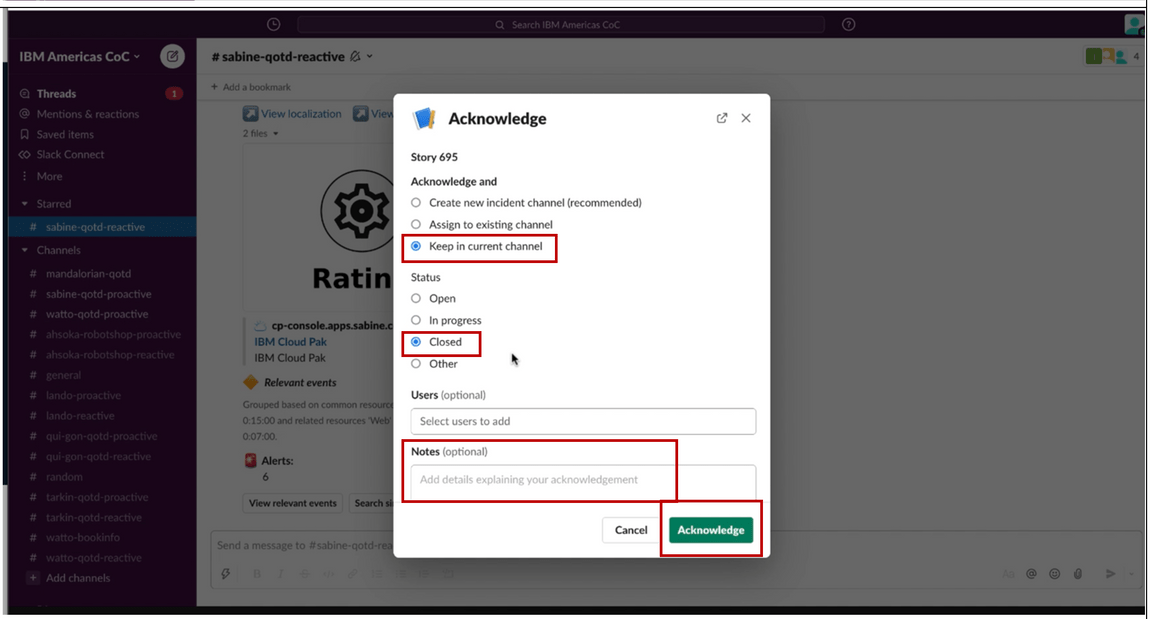 Search IBM Americas CoC
IBM Americas CoC
# sabine-qotd-reactive
4
Threads
1
Mentions & reactions
Saved items
Slack Connect
More
Starred
# sabine-qotd-reactive
Channels
# mandalorian-qotd
# sabine-qotd-proactive
# watto-qotd-proactive
# ahsoka-robotshop-proactive
# ahsoka-robotshop-reactive
# general
# lando-proactive
# lando-reactive
# qui-gon-qotd-proactive
# qui-gon-qotd-reactive
# random
# tarkin-qotd-proactive
# tarkin-qotd-reactive
# watto-bookinfo
# watto-qotd-reactive
+ Add channels
+ Add a bookmark
View localization View
2 files
Ratin
cp-console.apps.sabine.c
IBM Cloud Pak
IBM Cloud Pak
Relevant events
Grouped based on common resource
0:15:00 and related resources 'Web'
0:07:00.
Alerts:
6
View relevant events Search si
Send a message to #sabine-qotd-rea
Acknowledge
Story 695
Acknowledge and
Create new incident channel (recommended)
Assign to existing channel
Keep in current channel
Status
Open
In progress
Closed
Other
Users (optional)
Select users to add
Notes (optional)
Add details explaining your acknowledgement
Cancel Acknowledge